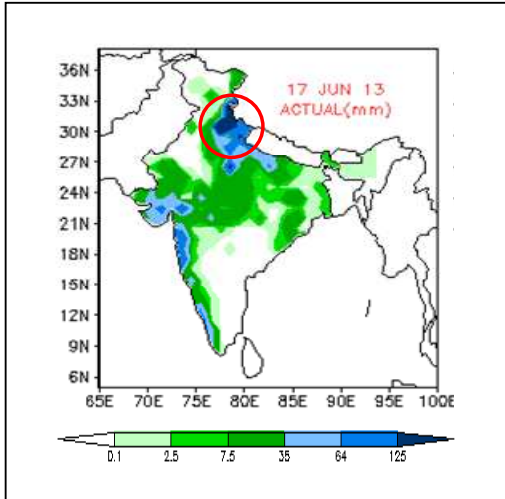 36N
33N
30N
27N
24N
21N
18N
15N
12N
9N
6N
17 JUN 13
ACTUAL(mm)
65E 70E 75E 80E 85E 90E 95E 100E
0.1 2.5 7.5 35 64 125